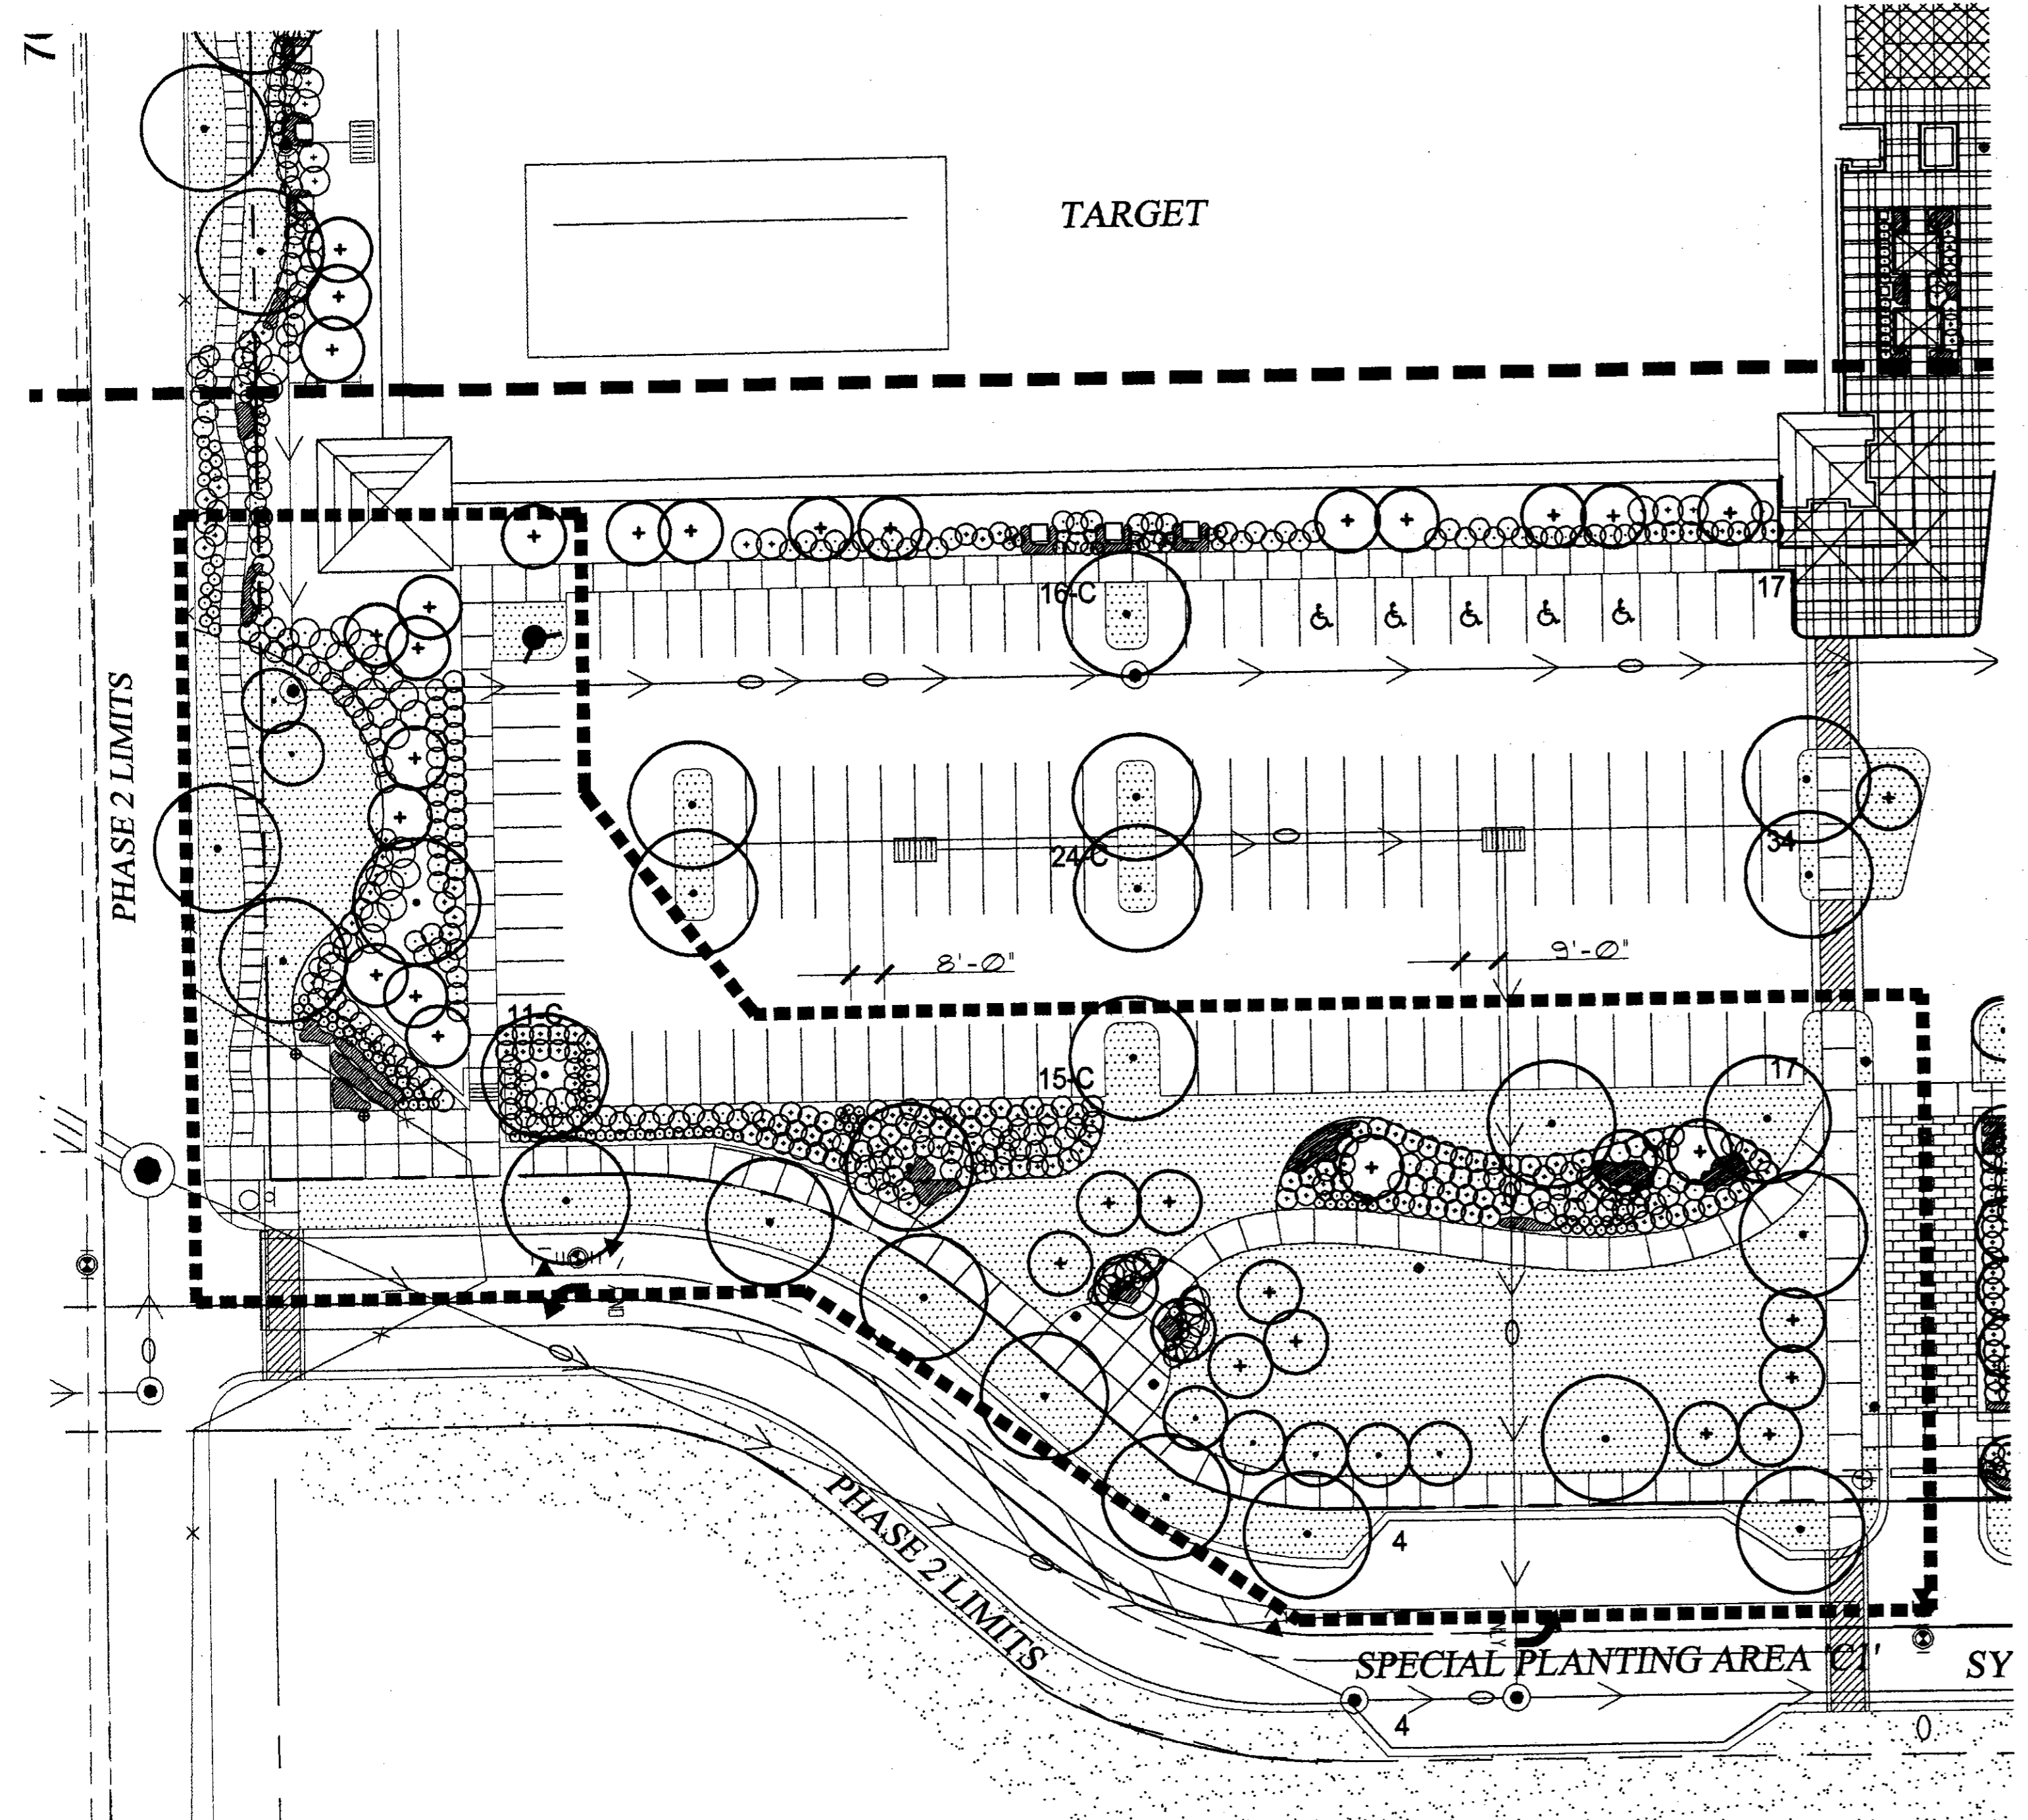 TARGET
16-C
17
PHASE 2 LIMITS
24-C
34
8'-0"
9'-0"
11-C
15-C
17
4
PHASE 2 LIMITS
SPECIAL PLANTING AREA 'C1'
SY
4